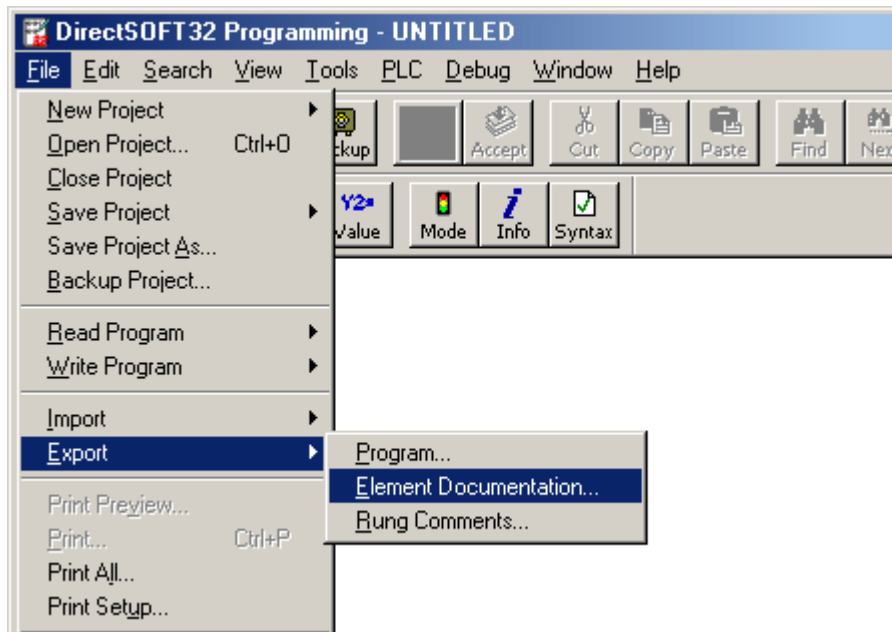 DirectSOFT32 Programming - UNTITLED
File Edit Search View Tools PLC Debug Window Help
New Project
Open Project... Ctrl+O
Close Project
Save Project
Save Project As...
Backup Project...
Read Program
Write Program
Import
Export
Print Preview...
Print... Ctrl+P
Print All...
Print Setup...
Program...
Element Documentation...
Rung Comments...
Accept Cut Copy Paste Find
Y2=
Value Mode Info Syntax